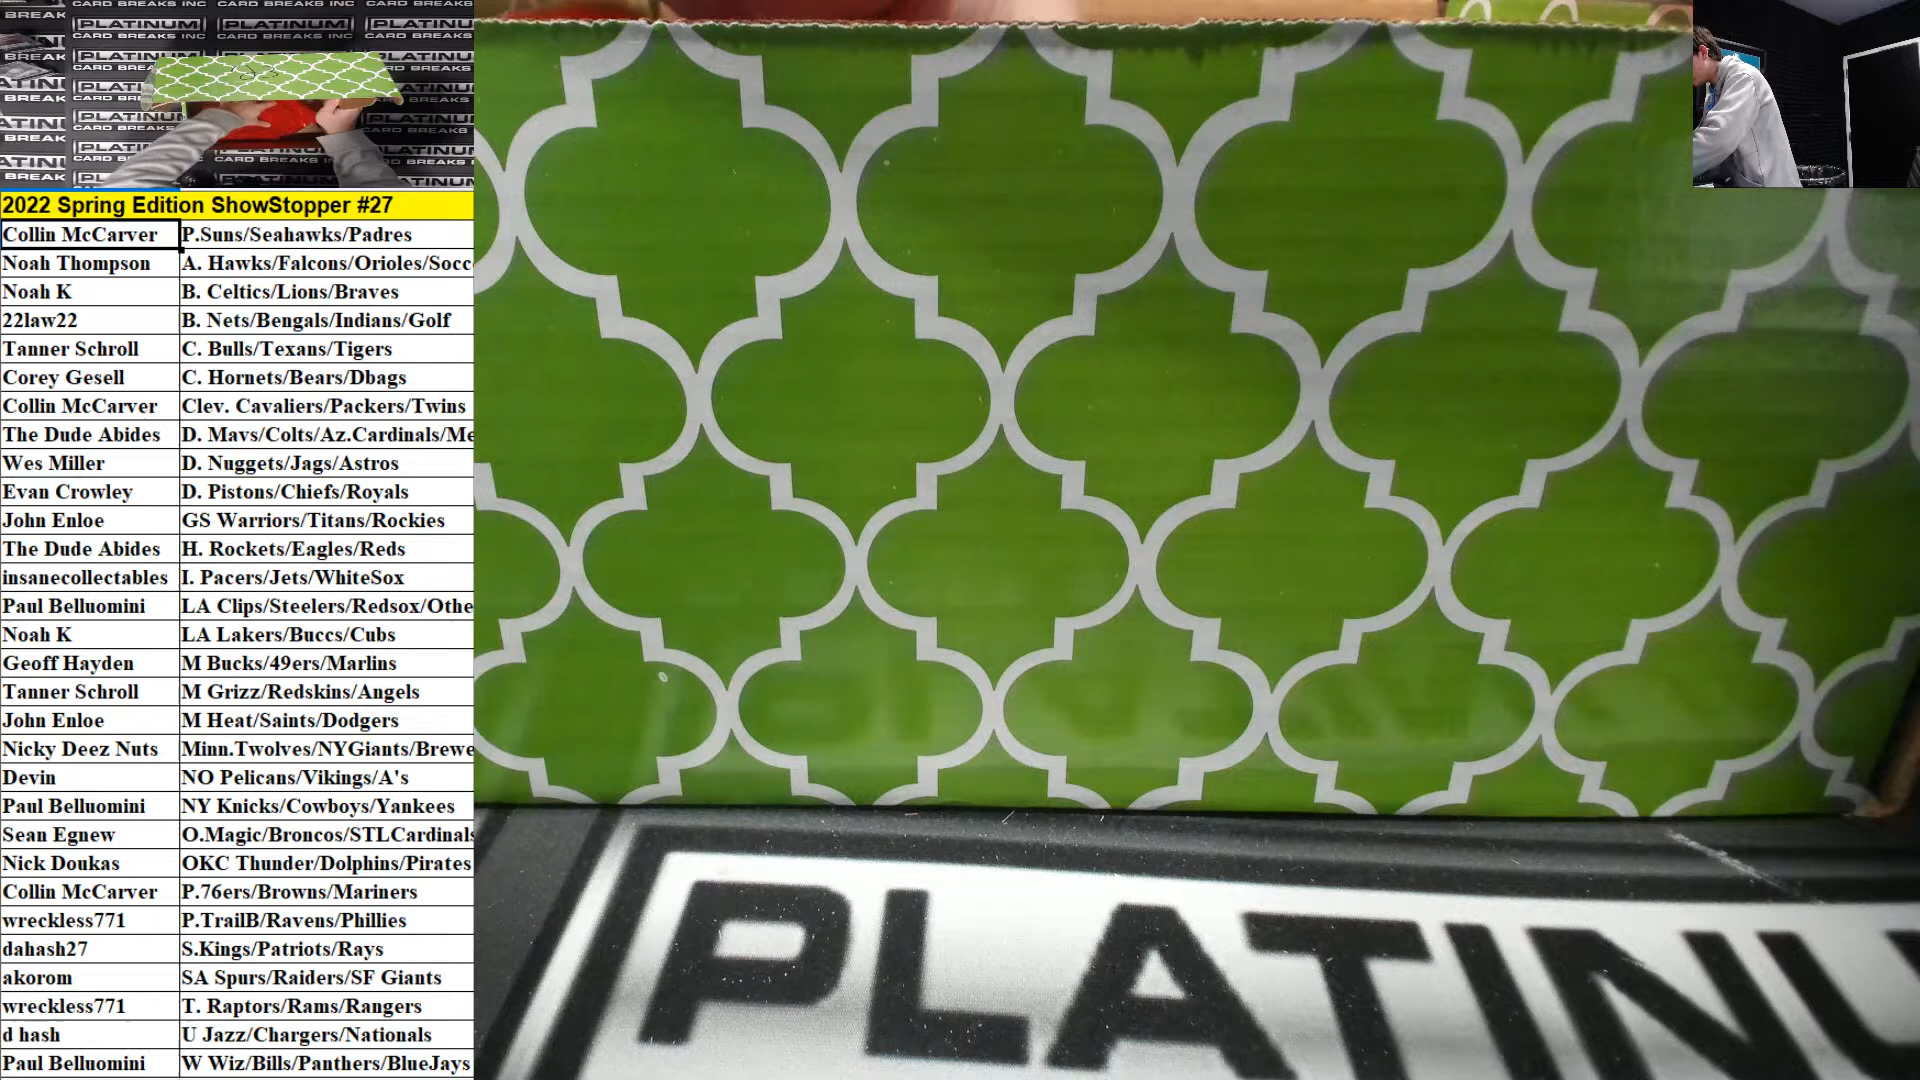 PLATINUM
CARD BREAKS INC
2022 Spring Edition ShowStopper #27
Collin McCarver P.Suns/Seahawks/Padres
Noah Thompson A. Hawks/Falcons/Orioles/Socc
Noah K B. Celtics/Lions/Braves
22law22 B. Nets/Bengals/Indians/Golf
Tanner Schroll C. Bulls/Texans/Tigers
Corey Gesell C. Hornets/Bears/Dbags
Collin McCarver Clev. Cavaliers/Packers/Twins
The Dude Abides D. Mavs/Colts/Az.Cardinals/Me
Wes Miller D. Nuggets/Jags/Astros
Evan Crowley D. Pistons/Chiefs/Royals
John Enloe GS Warriors/Titans/Rockies
The Dude Abides H. Rockets/Eagles/Reds
insanecollectables I. Pacers/Jets/WhiteSox
Paul Belluomini LA Clips/Steelers/Redsox/Othe
Noah K LA Lakers/Buccs/Cubs
Geoff Hayden M Bucks/49ers/Marlins
Tanner Schroll M Grizz/Redskins/Angels
John Enloe M Heat/Saints/Dodgers
Nicky Deez Nuts Minn.Twolves/NYGiants/Brewe
Devin NO Pelicans/Vikings/A's
Paul Belluomini NY Knicks/Cowboys/Yankees
Sean Egnew O.Magic/Broncos/STLCardinals
Nick Doukas OKC Thunder/Dolphins/Pirates
Collin McCarver P.76ers/Browns/Mariners
wreckless771 P.TrailB/Ravens/Phillies
dahash27 S.Kings/Patriots/Rays
akorom SA Spurs/Raiders/SF Giants
wreckless771 T. Raptors/Rams/Rangers
d hash U Jazz/Chargers/Nationals
Paul Belluomini W Wiz/Bills/Panthers/BlueJays
PLATINU